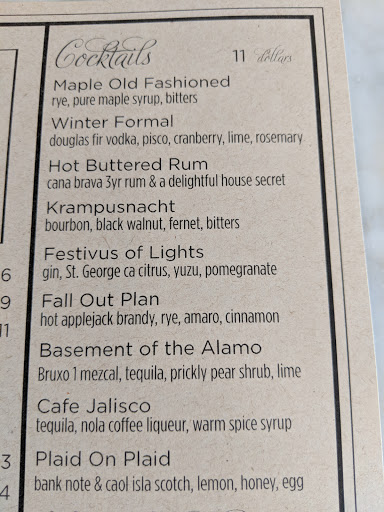 Cocktails 11 dollars
Maple Old Fashioned
rye, pure maple syrup, bitters
Winter Formal
douglas fir vodka, pisco, cranberry, lime, rosemary
Hot Buttered Rum
cana brava 3yr rum & a delightful house secret
Krampusnacht
bourbon, black walnut, fernet, bitters
Festivus of Lights
gin, St. George ca citrus, yuzu, pomegranate
6
Fall Out Plan
9
hot applejack brandy, rye, amaro, cinnamon
11
Basement of the Alamo
Bruxo 1 mezcal, tequila, prickly pear shrub, lime
Cafe Jalisco
tequila, nola coffee liqueur, warm spice syrup
3
Plaid On Plaid
4
bank note & caol isla scotch, lemon, honey, egg